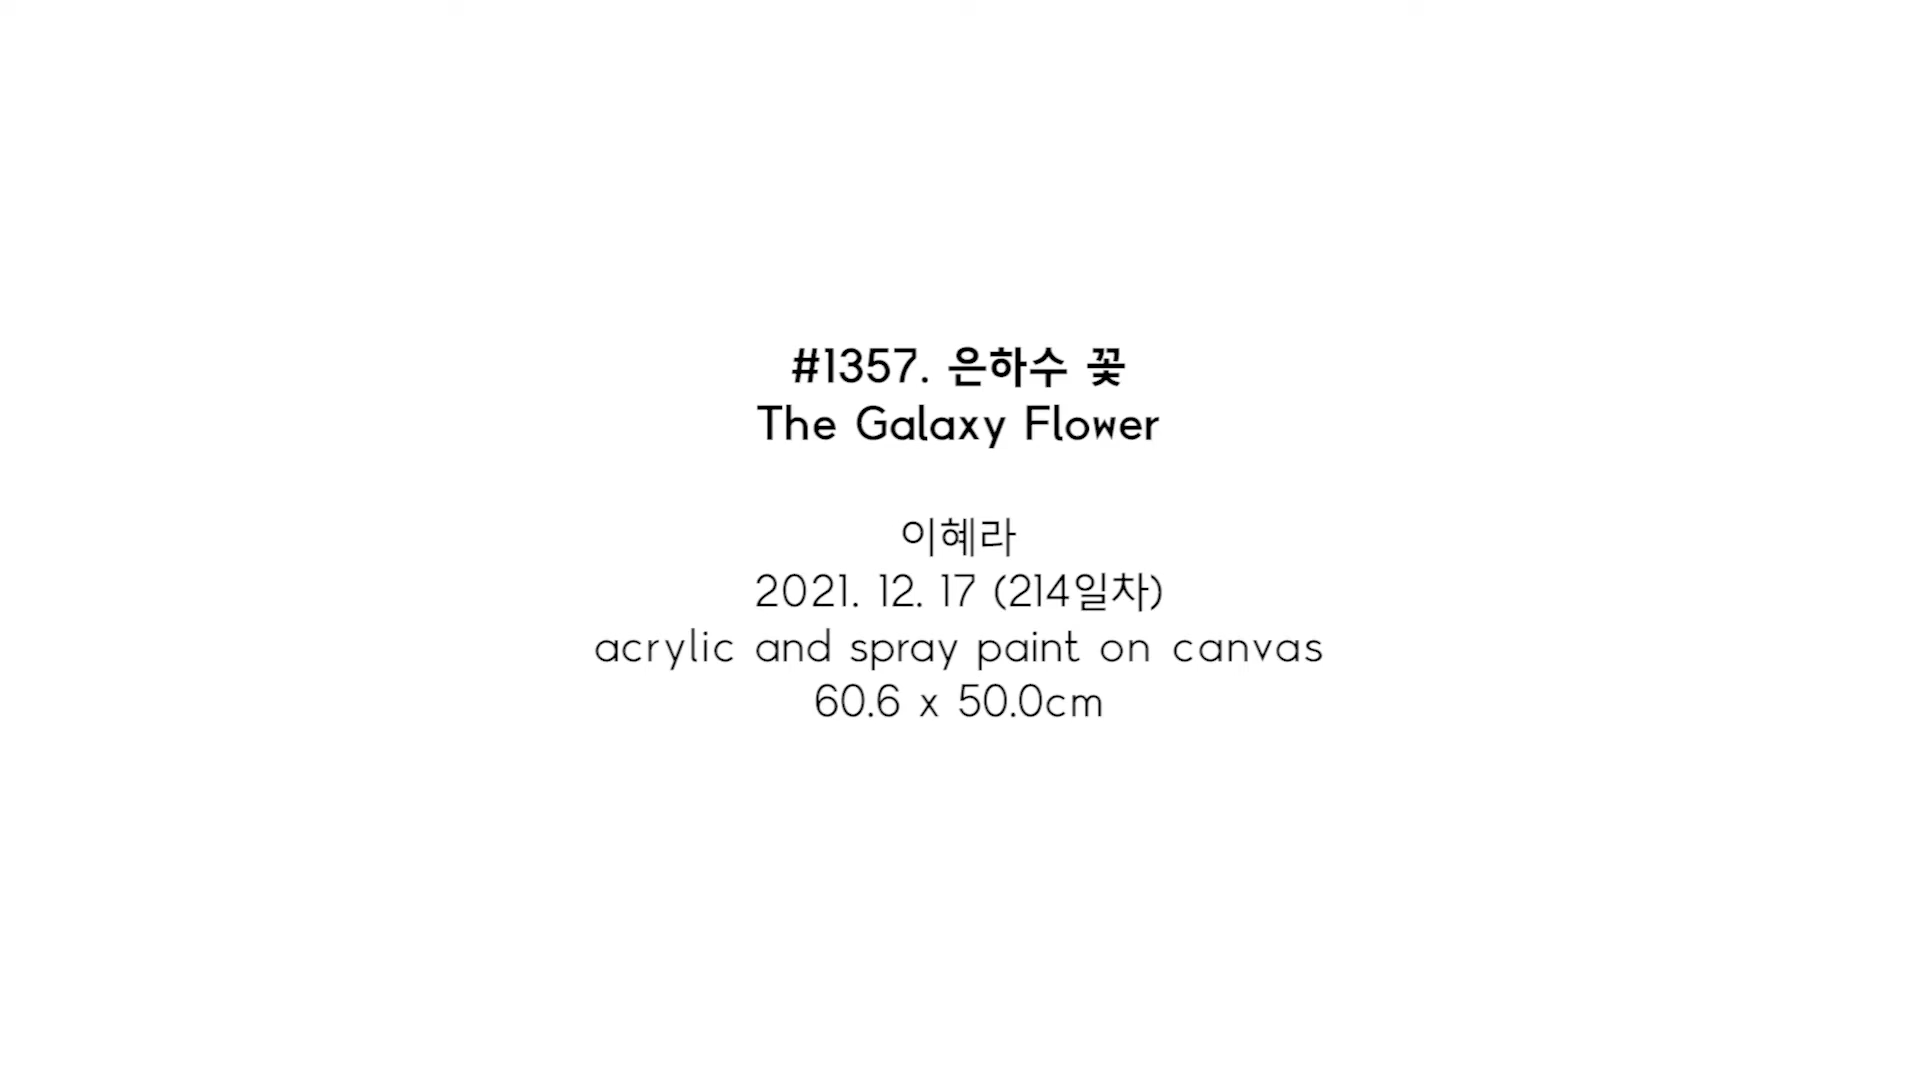 #1357. 은하수 꽃
The Galaxy Flower
이혜라
2021. 12. 17 (214일차)
acrylic and spray paint on canvas
60.6 x 50.0cm